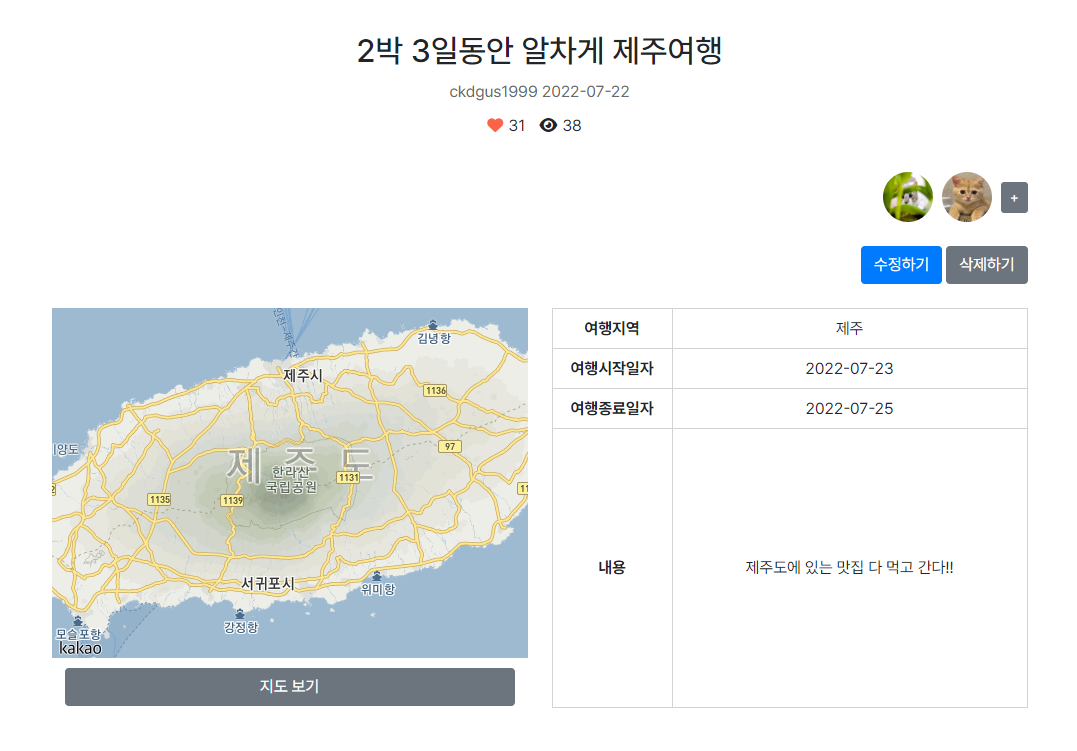 2박 3일동안 알차게 제주여행
ckdgus1999 2022-07-22
31 38
+
수정하기 삭제하기
김녕항
제주시
1136
97
제 주 도
한라산
국립공원
1131
1135
1139
서귀포시
위미항
강정항
모슬포항
kakao
지도 보기
여행지역 제주
여행시작일자 2022-07-23
여행종료일자 2022-07-25
내용 제주도에 있는 맛집 다 먹고 간다!!